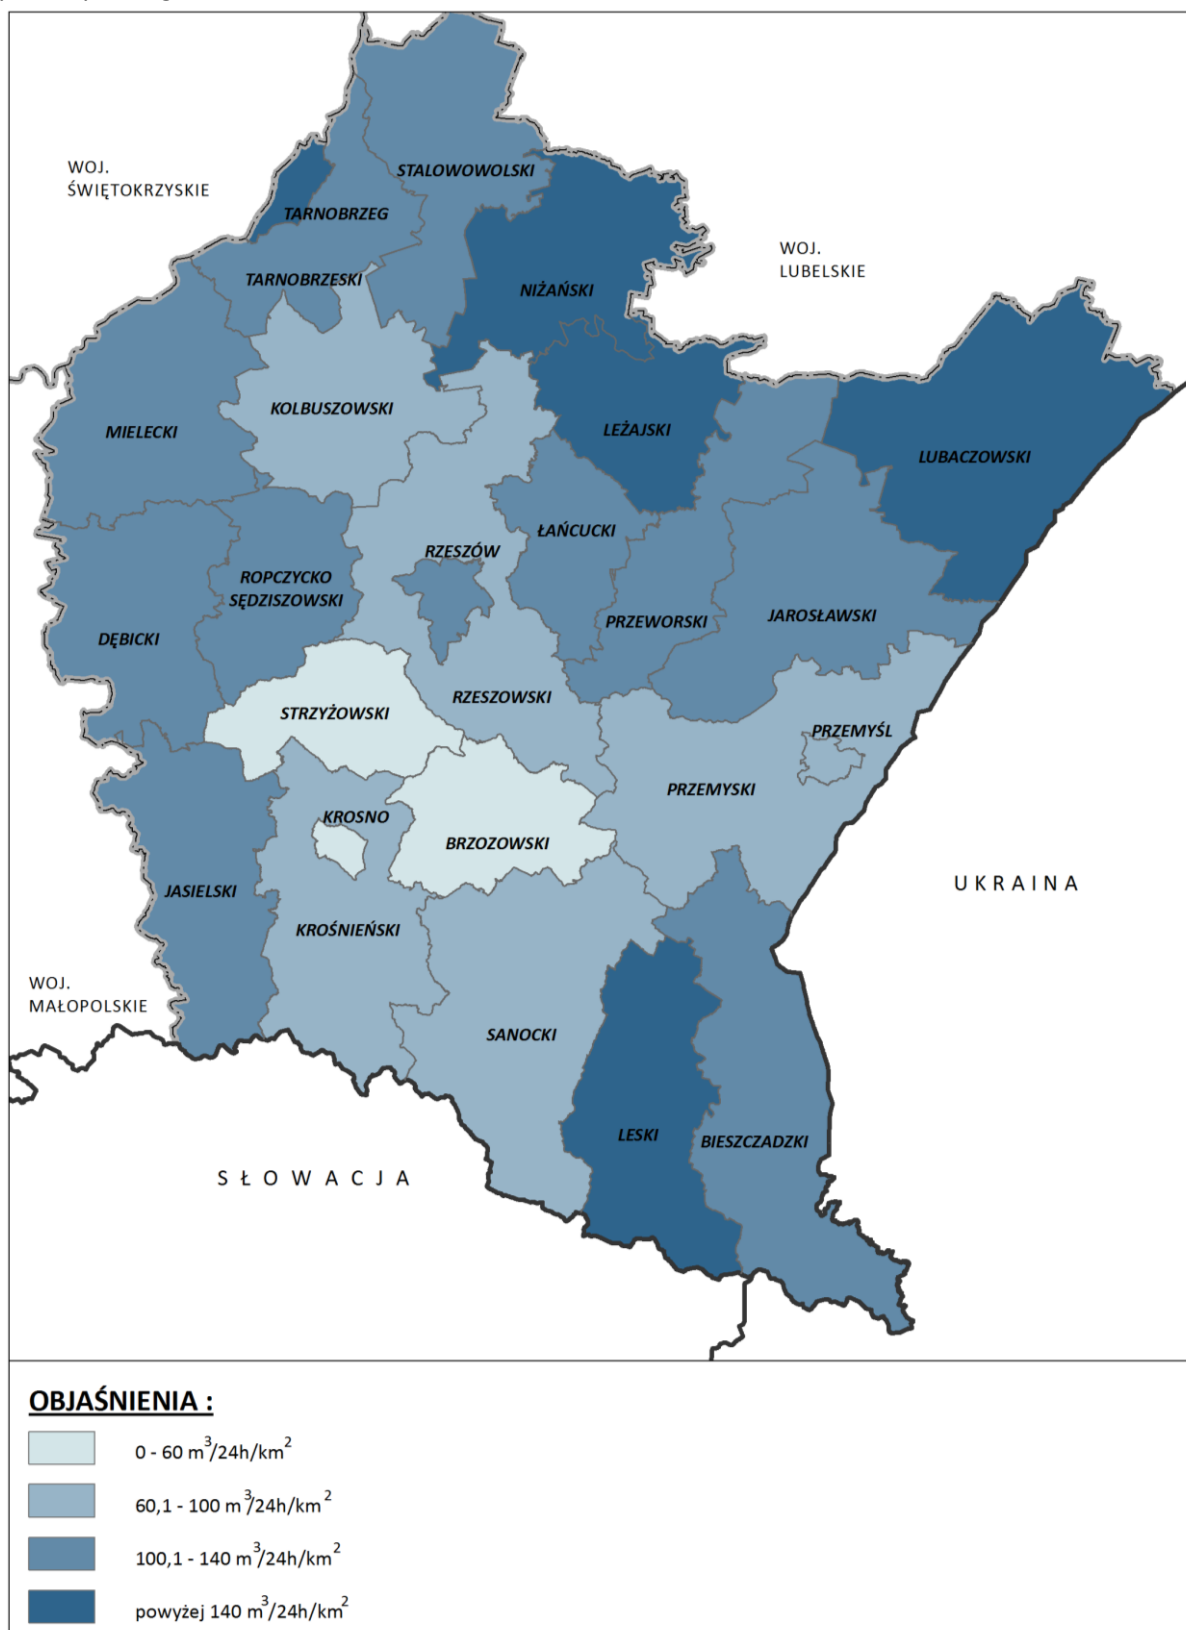 WOJ.
ŚWIĘTOKRZYSKIE
STALOWOWOLSKI
TARNOBRZEG
WOJ.
LUBELSKIE
TARNOBRZESKI
NIŻAŃSKI
KOLBUSZOWSKI
MIELECKI
LEŻAJSKI
LUBACZOWSKI
ŁAŃCUCKI
RZESZÓW
ROPCZYCKO
SĘDZISZOWSKI
DĘBICKI
PRZEWORSKI
JAROSŁAWSKI
RZESZOWSKI
STRZYŻOWSKI
PRZEMYŚL
PRZEMYSKI
KROSNO
BRZOZOWSKI
JASIELSKI
UKRAINA
KROŚNIEŃSKI
WOJ.
MAŁOPOLSKIE
SANOCKI
LESKI
BIESZCZADZKI
SŁOWACJA
OBJAŚNIENIA :
0 - 60 m³/24h/km²
60,1 - 100 m³/24h/km²
100,1 - 140 m³/24h/km²
powyżej 140 m³/24h/km²